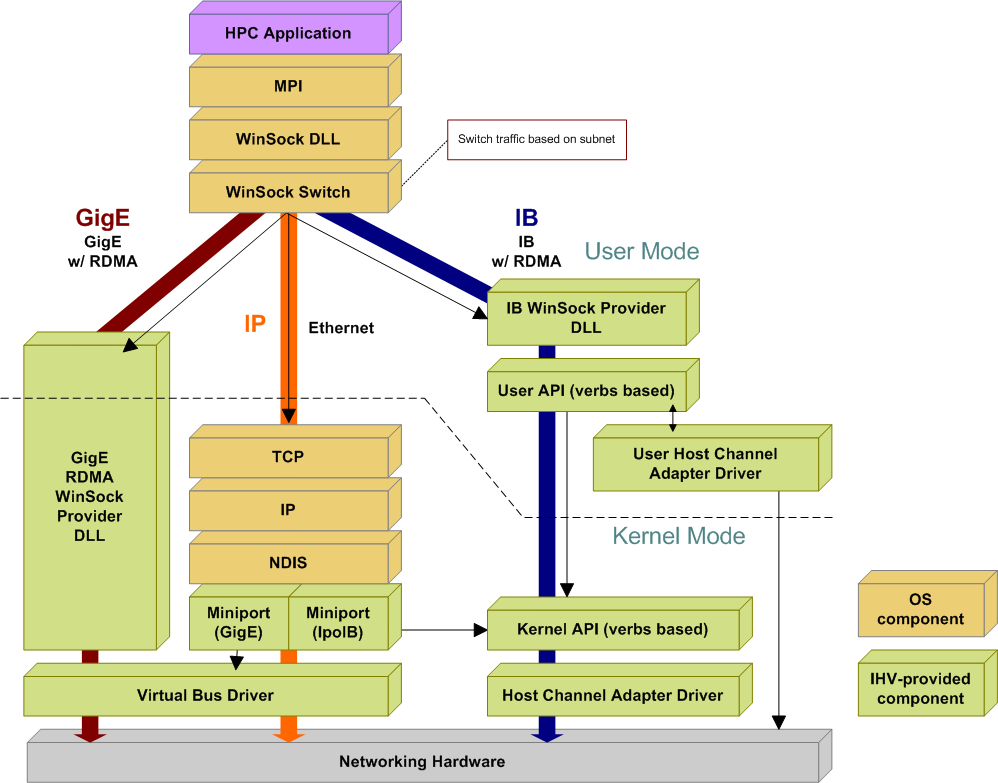 HPC Application
MPI
WinSock DLL
Switch traffic based on subnet
WinSock Switch
GigE
GigE
w/ RDMA
IB
IB
w/ RDMA
User Mode
IP
Ethernet
IB WinSock Provider
DLL
User API (verbs based)
User Host Channel
Adapter Driver
GigE
RDMA
WinSock
Provider
DLL
TCP
IP
NDIS
Kernel Mode
Miniport
(GigE)
Miniport
(IpoIB)
Kernel API (verbs based)
Virtual Bus Driver
Host Channel Adapter Driver
OS
component
IHV-provided
component
Networking Hardware